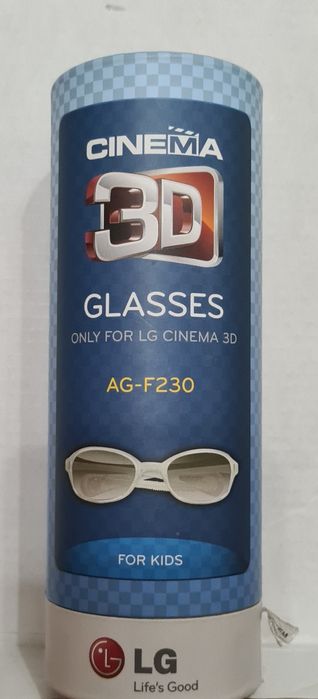 CINEMA
3D
GLASSES
ONLY FOR LG CINEMA 3D
AG-F230
FOR KIDS
LG
Life's Good